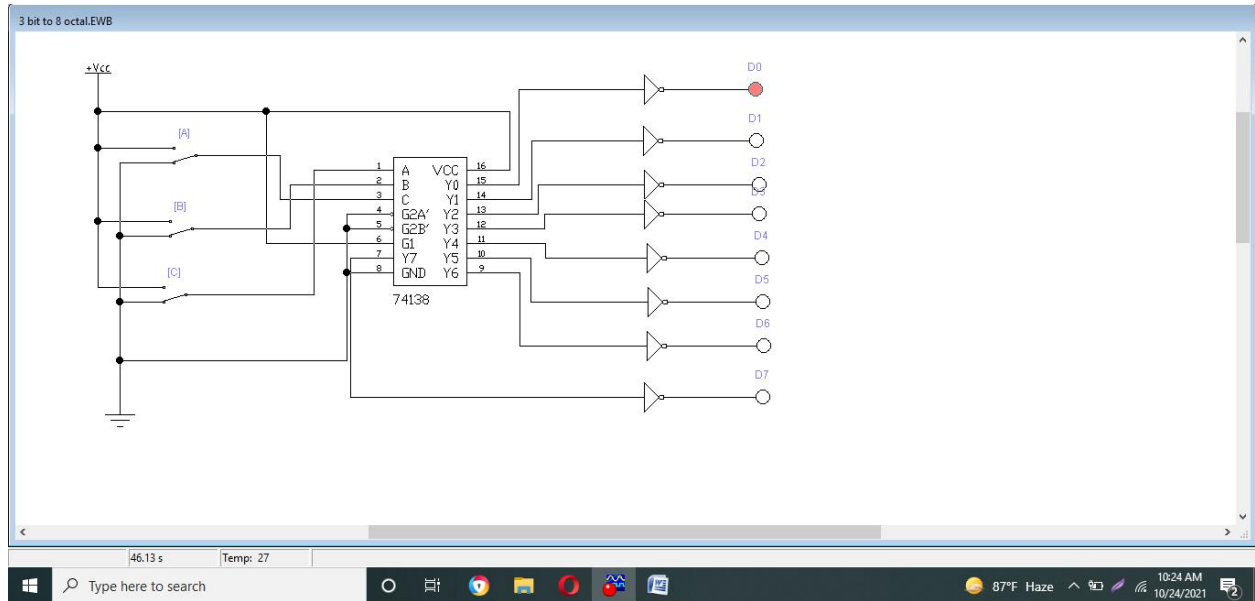 3 bit to 8 octal.EWB
+Vcc
D0
D1
[A]
D2
1 A VCC 16
2 B Y0 15
3 C Y1 14
4 G2A' Y2 13
5 G2B' Y3 12
6 G1 Y4 11
7 Y7 Y5 10
8 GND Y6 9
74138
[B]
[C]
D3
D4
D5
D6
D7
46.13 s
Temp: 27
Type here to search
87°F Haze
10:24 AM
10/24/2021
2